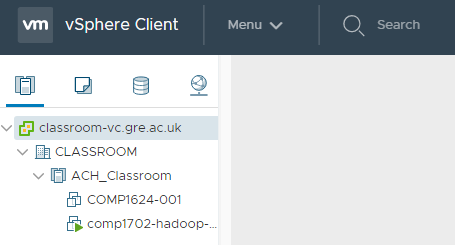 vm vSphere Client Menu Search
classroom-vc.gre.ac.uk
CLASSROOM
ACH_Classroom
COMP1624-001
comp1702-hadoop-...